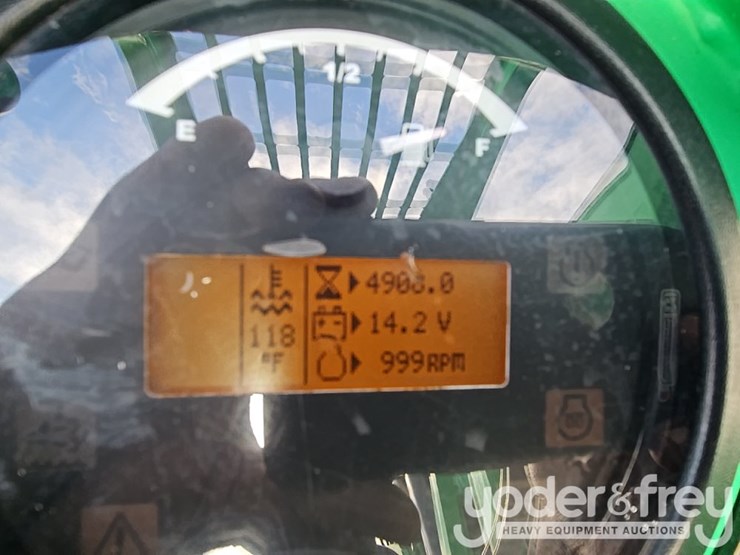 1/2
E
F
4908.0
118 °F
14.2 V
999RPM
yoder&frey
HEAVY EQUIPMENT AUCTIONS